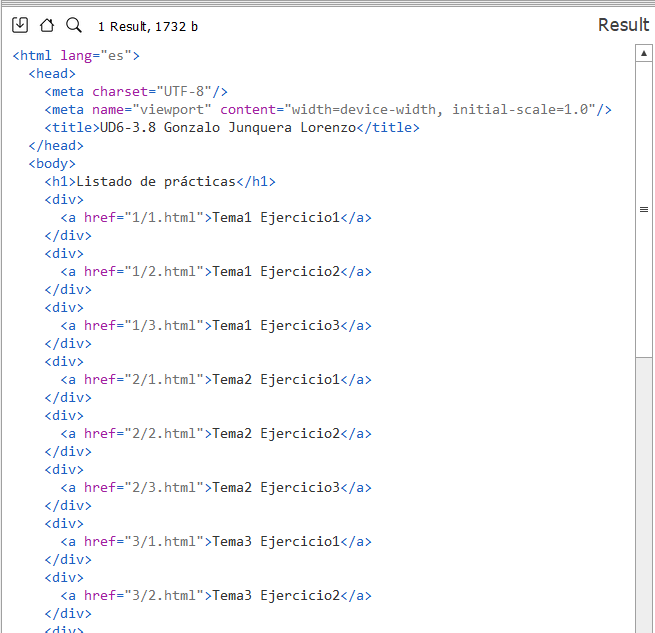 1 Result, 1732 b
Result
<html lang="es">
<head>
<meta charset="UTF-8"/>
<meta name="viewport" content="width=device-width, initial-scale=1.0"/>
<title>UD6-3.8 Gonzalo Junquera Lorenzo</title>
</head>
<body>
<h1>Listado de prácticas</h1>
<div>
<a href="1/1.html">Tema1 Ejercicio1</a>
</div>
<div>
<a href="1/2.html">Tema1 Ejercicio2</a>
</div>
<div>
<a href="1/3.html">Tema1 Ejercicio3</a>
</div>
<div>
<a href="2/1.html">Tema2 Ejercicio1</a>
</div>
<div>
<a href="2/2.html">Tema2 Ejercicio2</a>
</div>
<div>
<a href="2/3.html">Tema2 Ejercicio3</a>
</div>
<div>
<a href="3/1.html">Tema3 Ejercicio1</a>
</div>
<div>
<a href="3/2.html">Tema3 Ejercicio2</a>
</div>
<div>